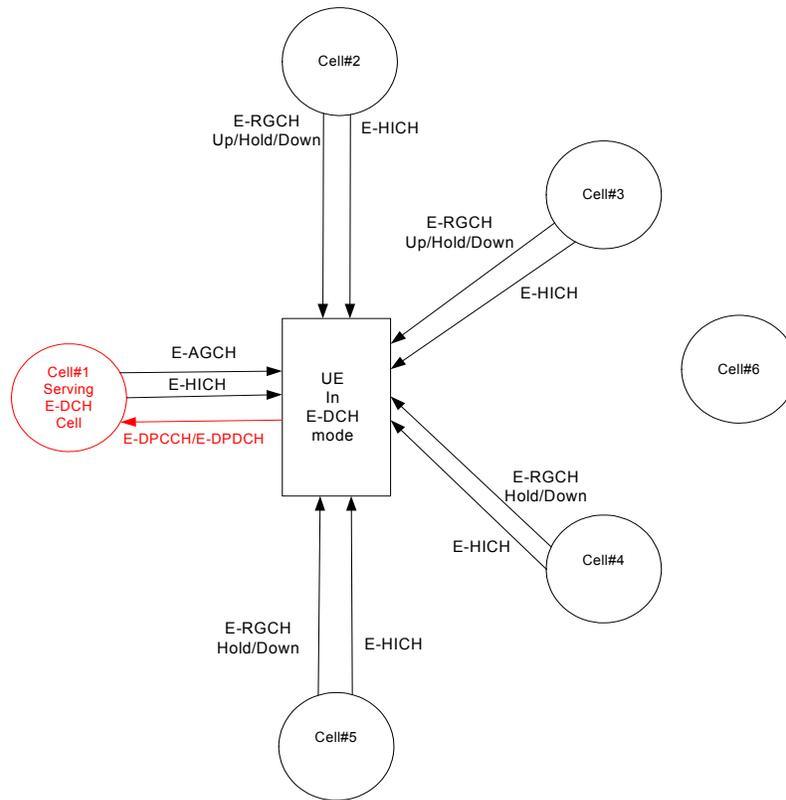 Cell#2
E-RGCH
Up/Hold/Down
E-HICH
Cell#3
E-RGCH
Up/Hold/Down
E-HICH
Cell#1
Serving
E-DCH
Cell
E-AGCH
E-HICH
E-DPCCH/E-DPDCH
UE
In
E-DCH
mode
Cell#6
E-RGCH
Hold/Down
E-HICH
Cell#4
E-RGCH
Hold/Down
E-HICH
Cell#5